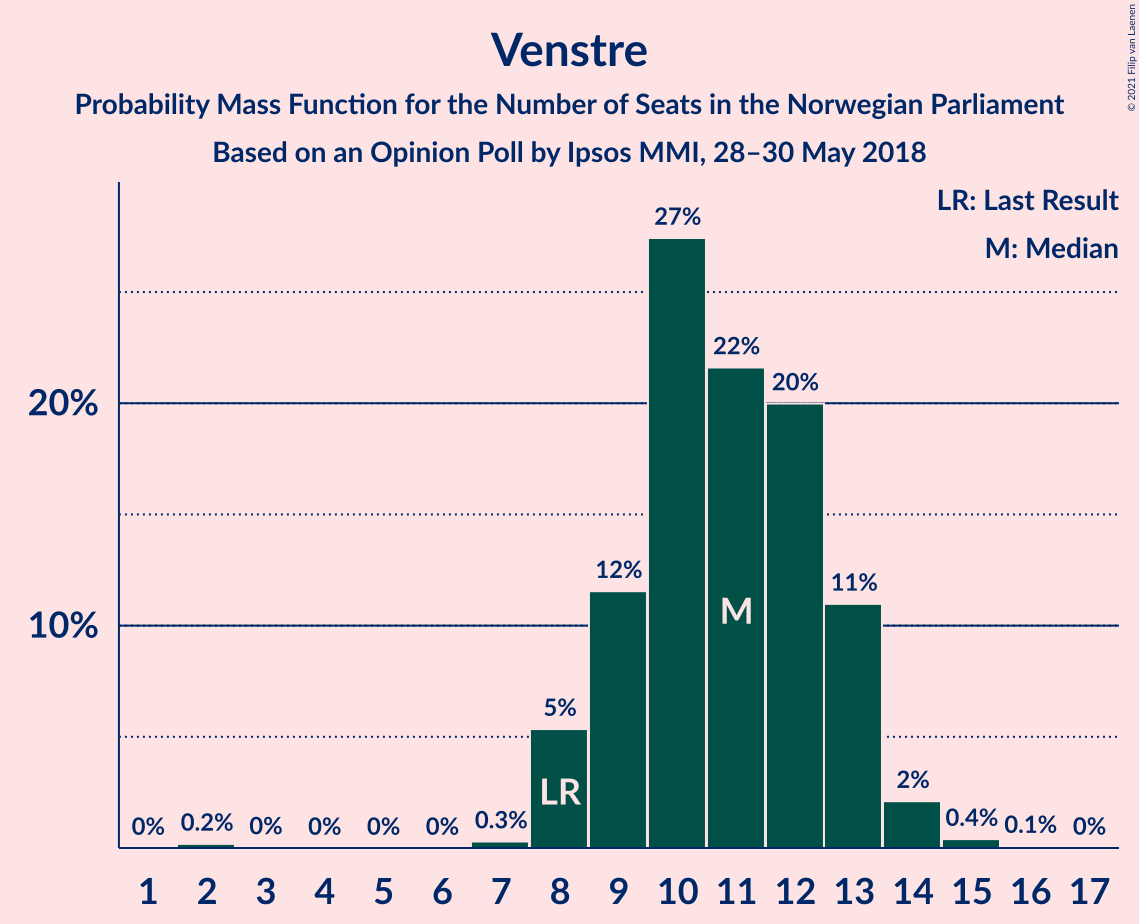 Venstre
Probability Mass Function for the Number of Seats in the Norwegian Parliament
Based on an Opinion Poll by Ipsos MMI, 28–30 May 2018
© 2021 Filip van Laenen
LR: Last Result
M: Median
27%
22%
20%
20%
12%
11%
10%
M
5%
LR
2%
0% 0.2% 0% 0% 0% 0% 0.3% 0.4% 0.1% 0%
1 2 3 4 5 6 7 8 9 10 11 12 13 14 15 16 17